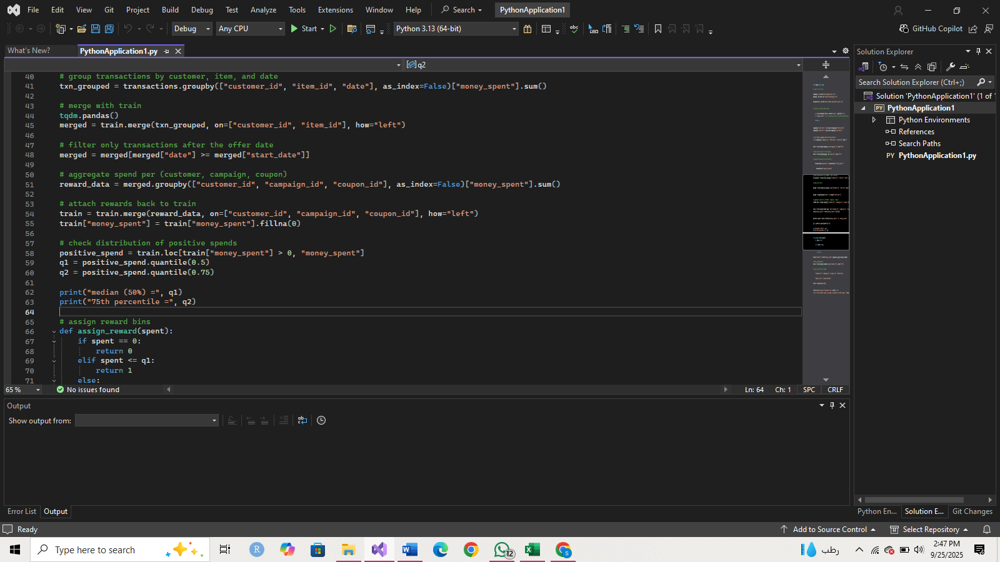 File Edit View Git Project Build Debug Test Analyze Tools Extensions Window Help Search PythonApplication1
Debug Any CPU Start Python 3.13 (64-bit) GitHub Copilot
What's New? PythonApplication1.py
q2
40 # group transactions by customer, item, and date
41 txn_grouped = transactions.groupby(["customer_id", "item_id", "date"], as_index=False)["money_spent"].sum()
42
43 # merge with train
44 tqdm.pandas()
45 merged = train.merge(txn_grouped, on=["customer_id", "item_id"], how="left")
46
47 # filter only transactions after the offer date
48 merged = merged[merged["date"] >= merged["start_date"]]
49
50 # aggregate spend per (customer, campaign, coupon)
51 reward_data = merged.groupby(["customer_id", "campaign_id", "coupon_id"], as_index=False)["money_spent"].sum()
52
53 # attach rewards back to train
54 train = train.merge(reward_data, on=["customer_id", "campaign_id", "coupon_id"], how="left")
55 train["money_spent"] = train["money_spent"].fillna(0)
56
57 # check distribution of positive spends
58 positive_spend = train.loc[train["money_spent"] > 0, "money_spent"]
59 q1 = positive_spend.quantile(0.5)
60 q2 = positive_spend.quantile(0.75)
61
62 print("median (50%) =", q1)
63 print("75th percentile =", q2)
64
65 # assign reward bins
66 def assign_reward(spent):
67 if spent == 0:
68 return 0
69 elif spent <= q1:
70 return 1
71 else:
65 % No issues found Ln: 64 Ch: 1 SPC CRLF
Output
Show output from:
Error List Output
Solution Explorer
Search Solution Explorer (Ctrl+;)
Solution 'PythonApplication1' (1 of 1
PY PythonApplication1
Python Environments
References
Search Paths
PY PythonApplication1.py
Python En... Solution E... Git Changes
Ready Add to Source Control Select Repository
Type here to search
R
12
S
رطب
2:47 PM
9/25/2025